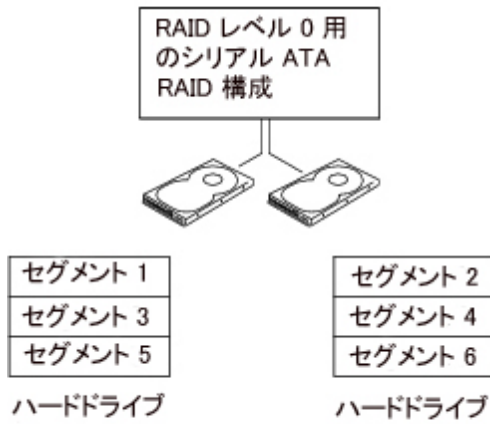 RAID レベル 0 用
のシリアル ATA
RAID 構成
セグメント 1
セグメント 3
セグメント 5
ハードドライブ
セグメント 2
セグメント 4
セグメント 6
ハードドライブ